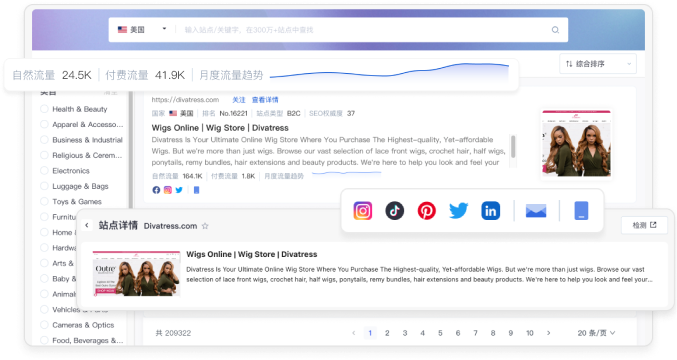 美国
输入站点/关键字，在300万+站点中查找
综合排序
自然流量 24.5K 付费流量 41.9K 月度流量趋势
类目
Health & Beauty
Apparel & Accesso...
Business & Industrial
Religious & Cerem...
Electronics
Luggage & Bags
Toys & Games
Furnitu
Home &
Hardwa
Arts &
Baby &
Animals
Vehicles & Parts
Cameras & Optics
Food, Beverages &...
https://divatress.com 关注 查看详情
国家 美国 排名 No.16221 站点类型 B2C SEO权威度 37
Wigs Online | Wig Store | Divatress
Divatress Is Your Ultimate Online Wig Store Where You Purchase The Highest-quality, Yet-affordable
Wigs. But we're more than just wigs. Browse our vast selection of lace front wigs, crochet hair, half wigs,
ponytails, remy bundles, hair extensions and beauty products. We're here to help you look and feel your
自然流量 164.1K 付费流量 1.8K 月度流量趋势
站点详情 Divatress.com
检测
Outre
Wigs Online | Wig Store | Divatress
Divatress Is Your Ultimate Online Wig Store Where You Purchase The Highest-Quality, Yet-Affordable Wigs. But we're more than just wigs. Browse our vast
selection of lace front wigs, crochet hair, half wigs, ponytails, remy bundles, hair extensions and beauty products. We're here to help you look and feel your...
共 209322
1 2 3 4 5 6 7 8 9 10
20 条/页